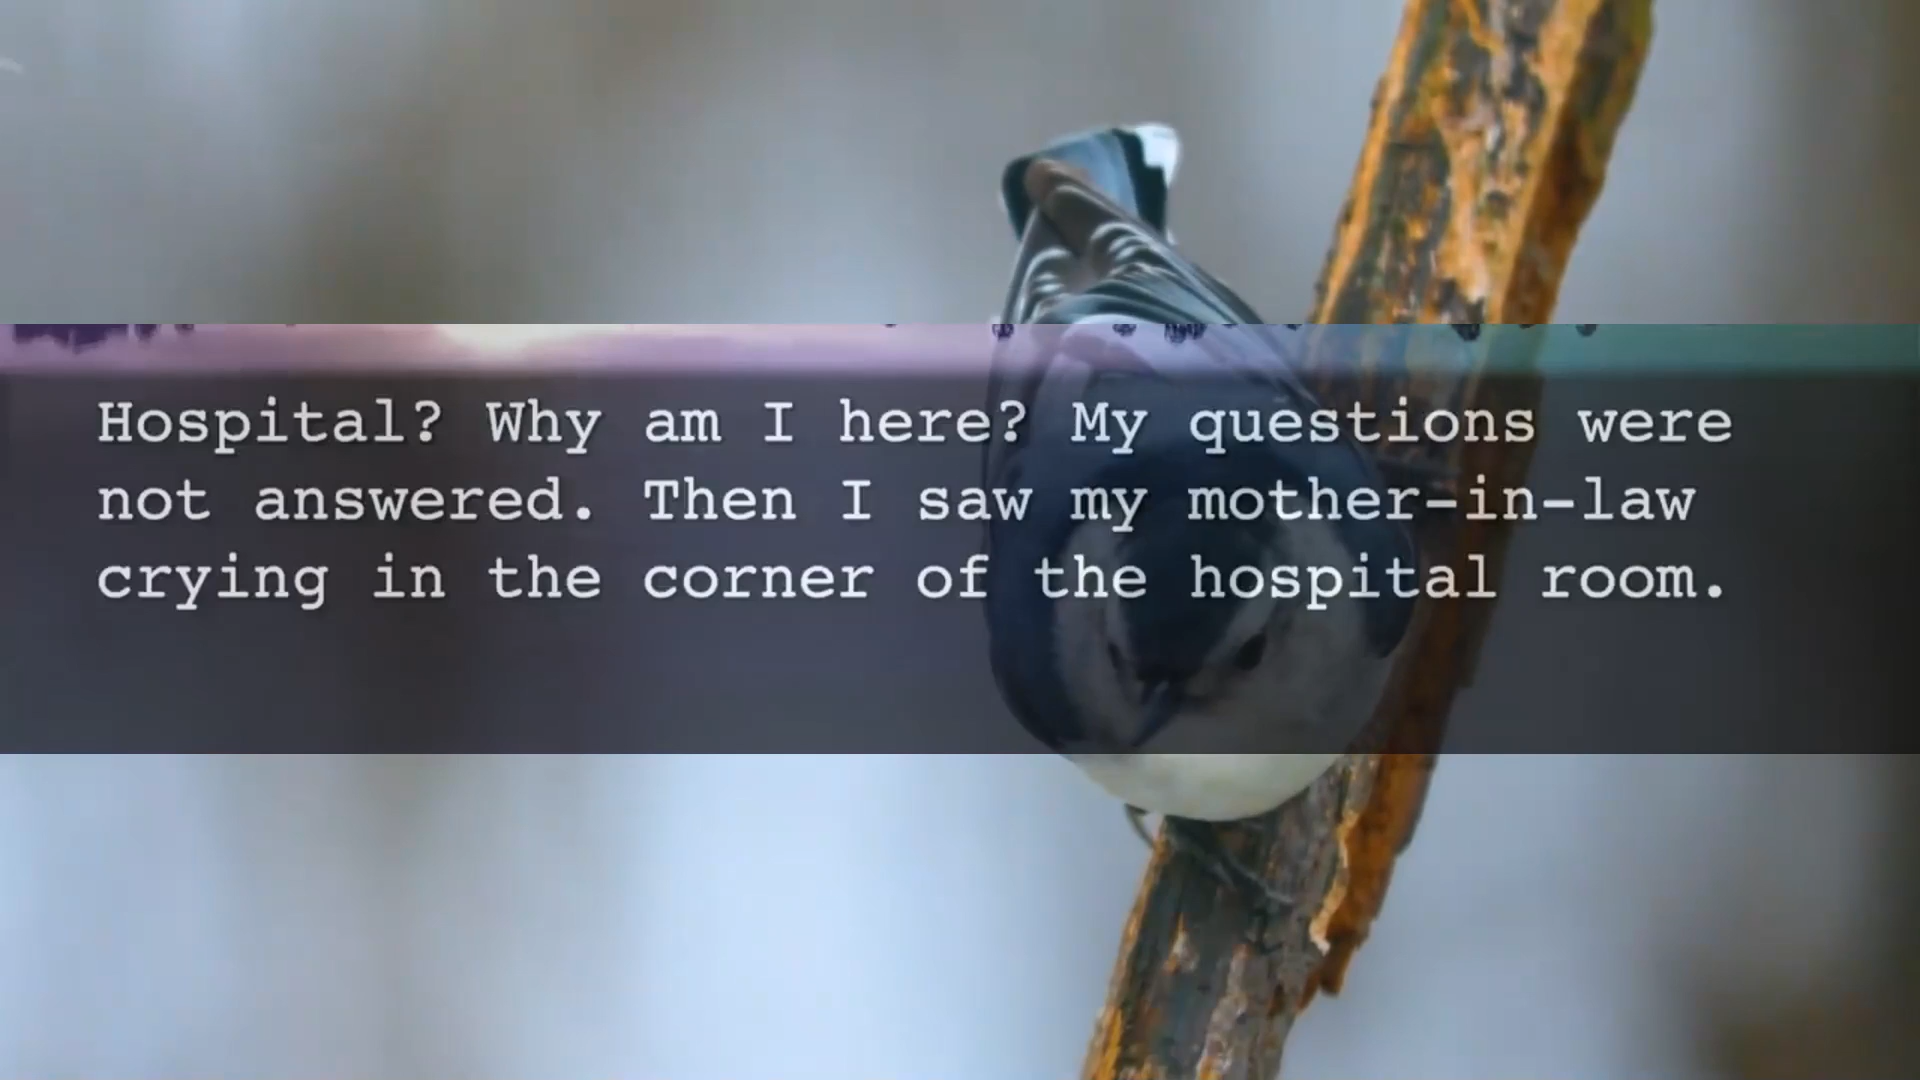 Hospital? Why am I here? My questions were
not answered. Then I saw my mother-in-law
crying in the corner of the hospital room.